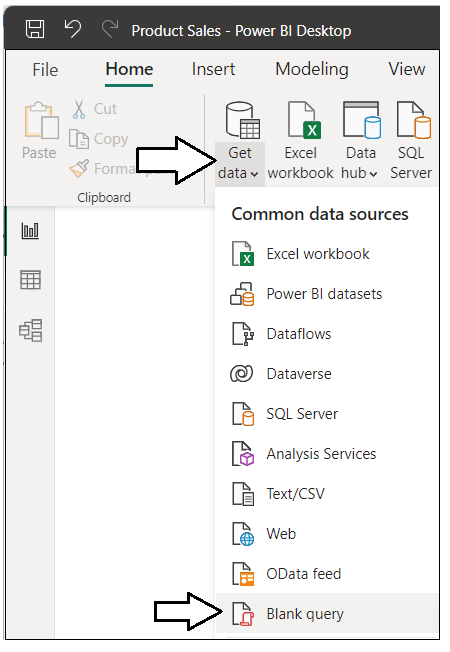 Product Sales - Power BI Desktop
File Home Insert Modeling View
Cut
Copy
Paste
Format
Clipboard
Get data
Excel workbook
Data hub
SQL Server
Common data sources
Excel workbook
Power BI datasets
Dataflows
Dataverse
SQL Server
Analysis Services
Text/CSV
Web
OData feed
Blank query